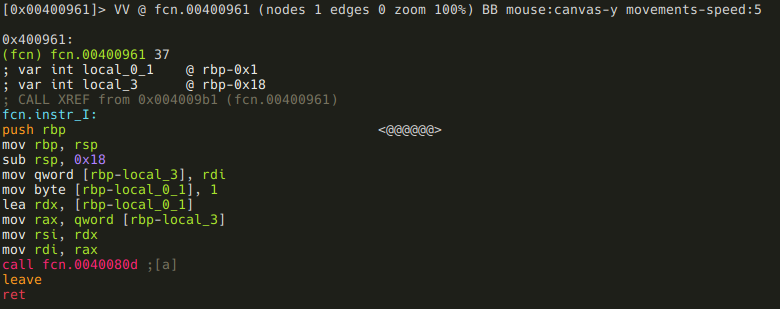 [0x00400961]> VV @ fcn.00400961 (nodes 1 edges 0 zoom 100%) BB mouse:canvas-y movements-speed:5
0x400961:
(fcn) fcn.00400961 37
; var int local_0_1    @ rbp-0x1
; var int local_3      @ rbp-0x18
; CALL XREF from 0x004009b1 (fcn.00400961)
fcn.instr_I:
push rbp <@@@@@@>
mov rbp, rsp
sub rsp, 0x18
mov qword [rbp-local_3], rdi
mov byte [rbp-local_0_1], 1
lea rdx, [rbp-local_0_1]
mov rax, qword [rbp-local_3]
mov rsi, rdx
mov rdi, rax
call fcn.0040080d ;[a]
leave
ret